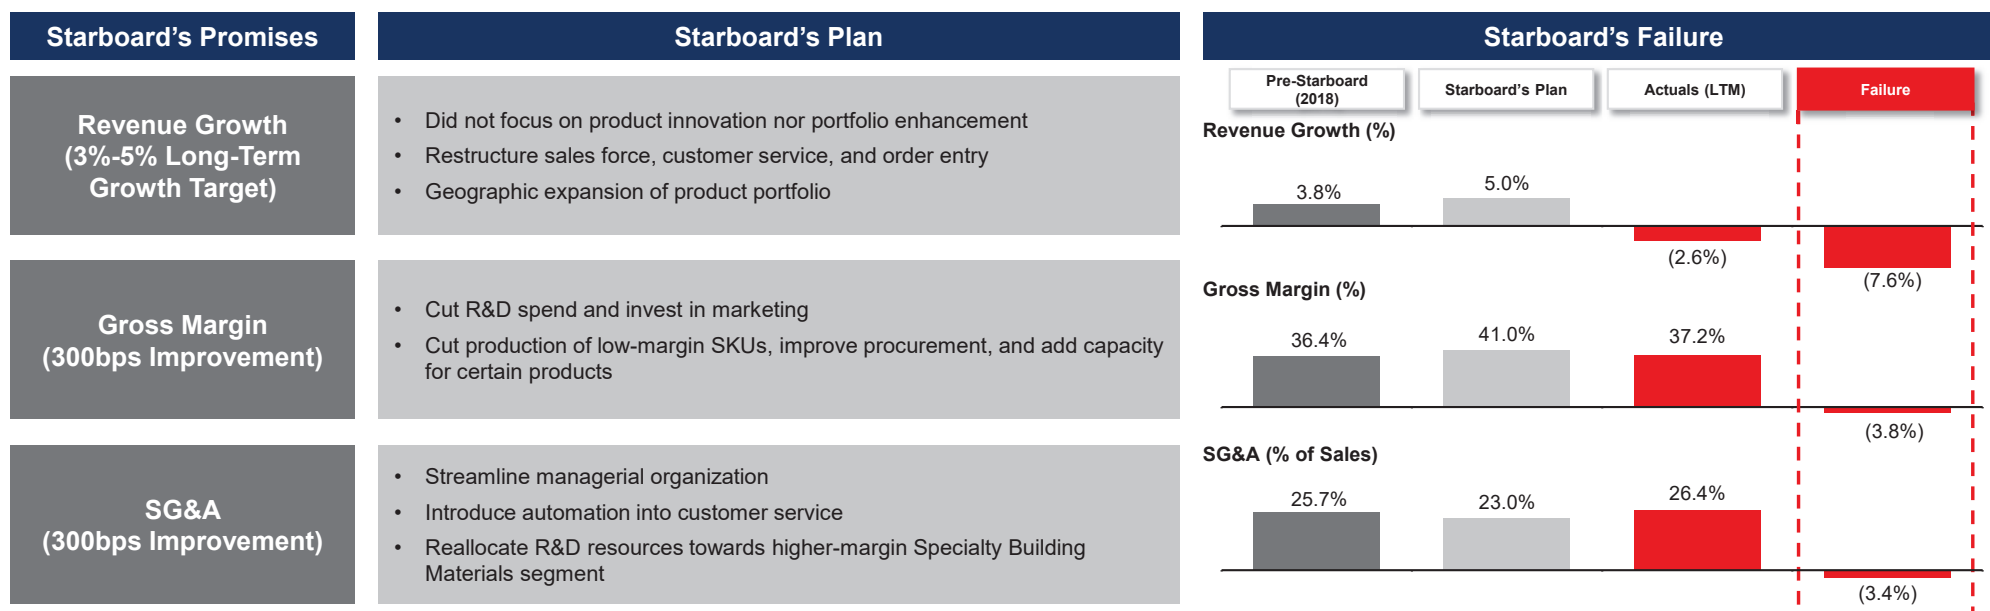 Starboard's Promises
Starboard's Plan
Starboard's Failure
Revenue Growth
(3%-5% Long-Term
Growth Target)
• Did not focus on product innovation nor portfolio enhancement
• Restructure sales force, customer service, and order entry
• Geographic expansion of product portfolio
Gross Margin
(300bps Improvement)
• Cut R&D spend and invest in marketing
• Cut production of low-margin SKUs, improve procurement, and add capacity
for certain products
SG&A
(300bps Improvement)
• Streamline managerial organization
• Introduce automation into customer service
• Reallocate R&D resources towards higher-margin Specialty Building
Materials segment
Pre-Starboard
(2018)
Starboard's Plan
Actuals (LTM)
Failure
Revenue Growth (%)
3.8%
5.0%
(2.6%)
(7.6%)
Gross Margin (%)
36.4%
41.0%
37.2%
(3.8%)
SG&A (% of Sales)
25.7%
23.0%
26.4%
(3.4%)